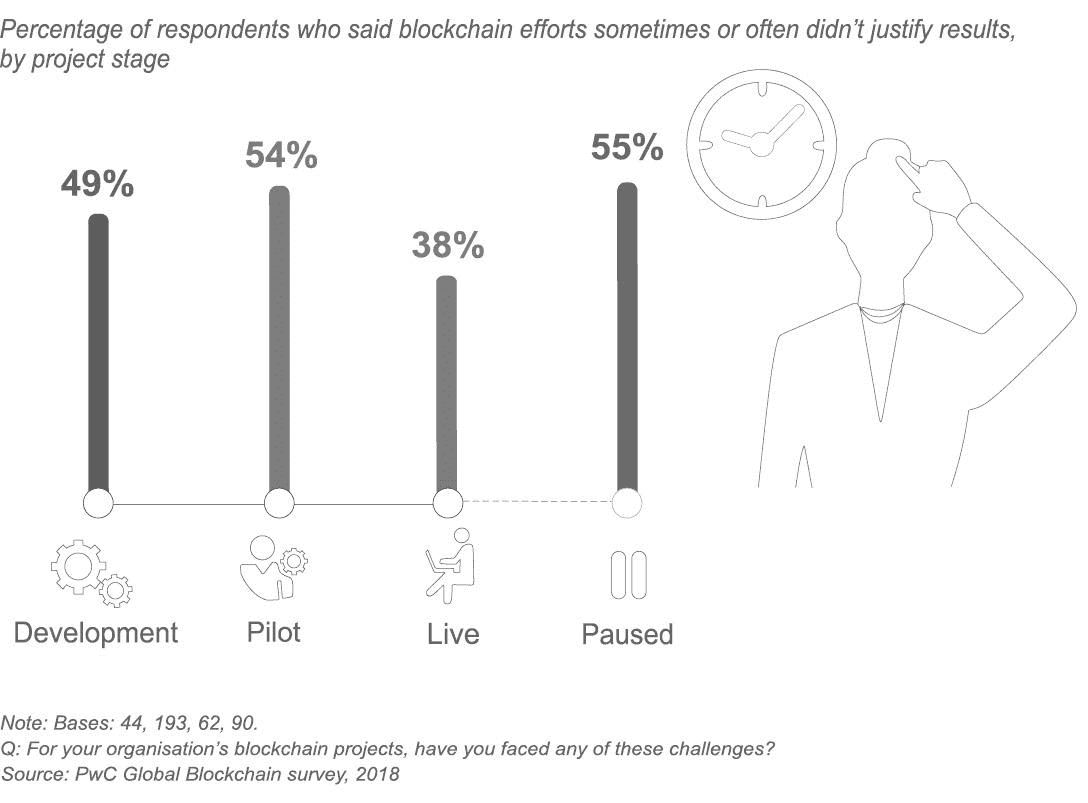 Percentage of respondents who said blockchain efforts sometimes or often didn’t justify results,
by project stage
49%
54%
38%
55%
Development
Pilot
Live
Paused
Note: Bases: 44, 193, 62, 90.
Q: For your organisation’s blockchain projects, have you faced any of these challenges?
Source: PwC Global Blockchain survey, 2018